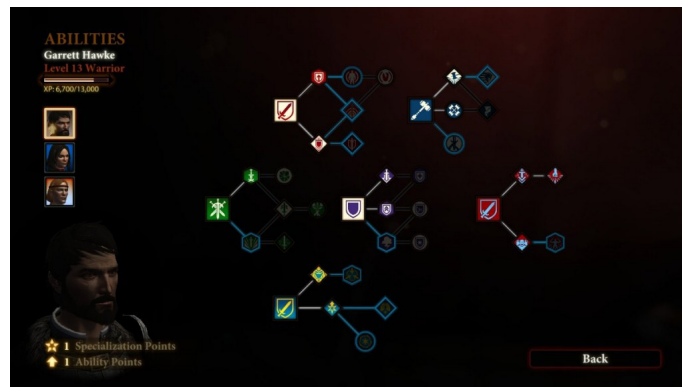 ABILITIES
Garrett Hawke
Level 13 Warrior
XP: 6,700/13,000
1 Specialization Points
1 Ability Points
Back